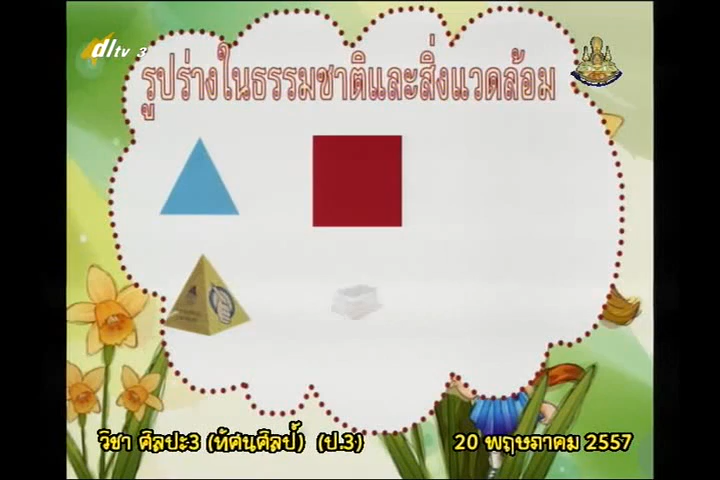 dltv 3
รูปร่างในธรรมชาติและสิ่งแวดล้อม
วิชา ศิลปะ3 (ทัศนศิลป์) (ป.3)
20 พฤษภาคม 2557